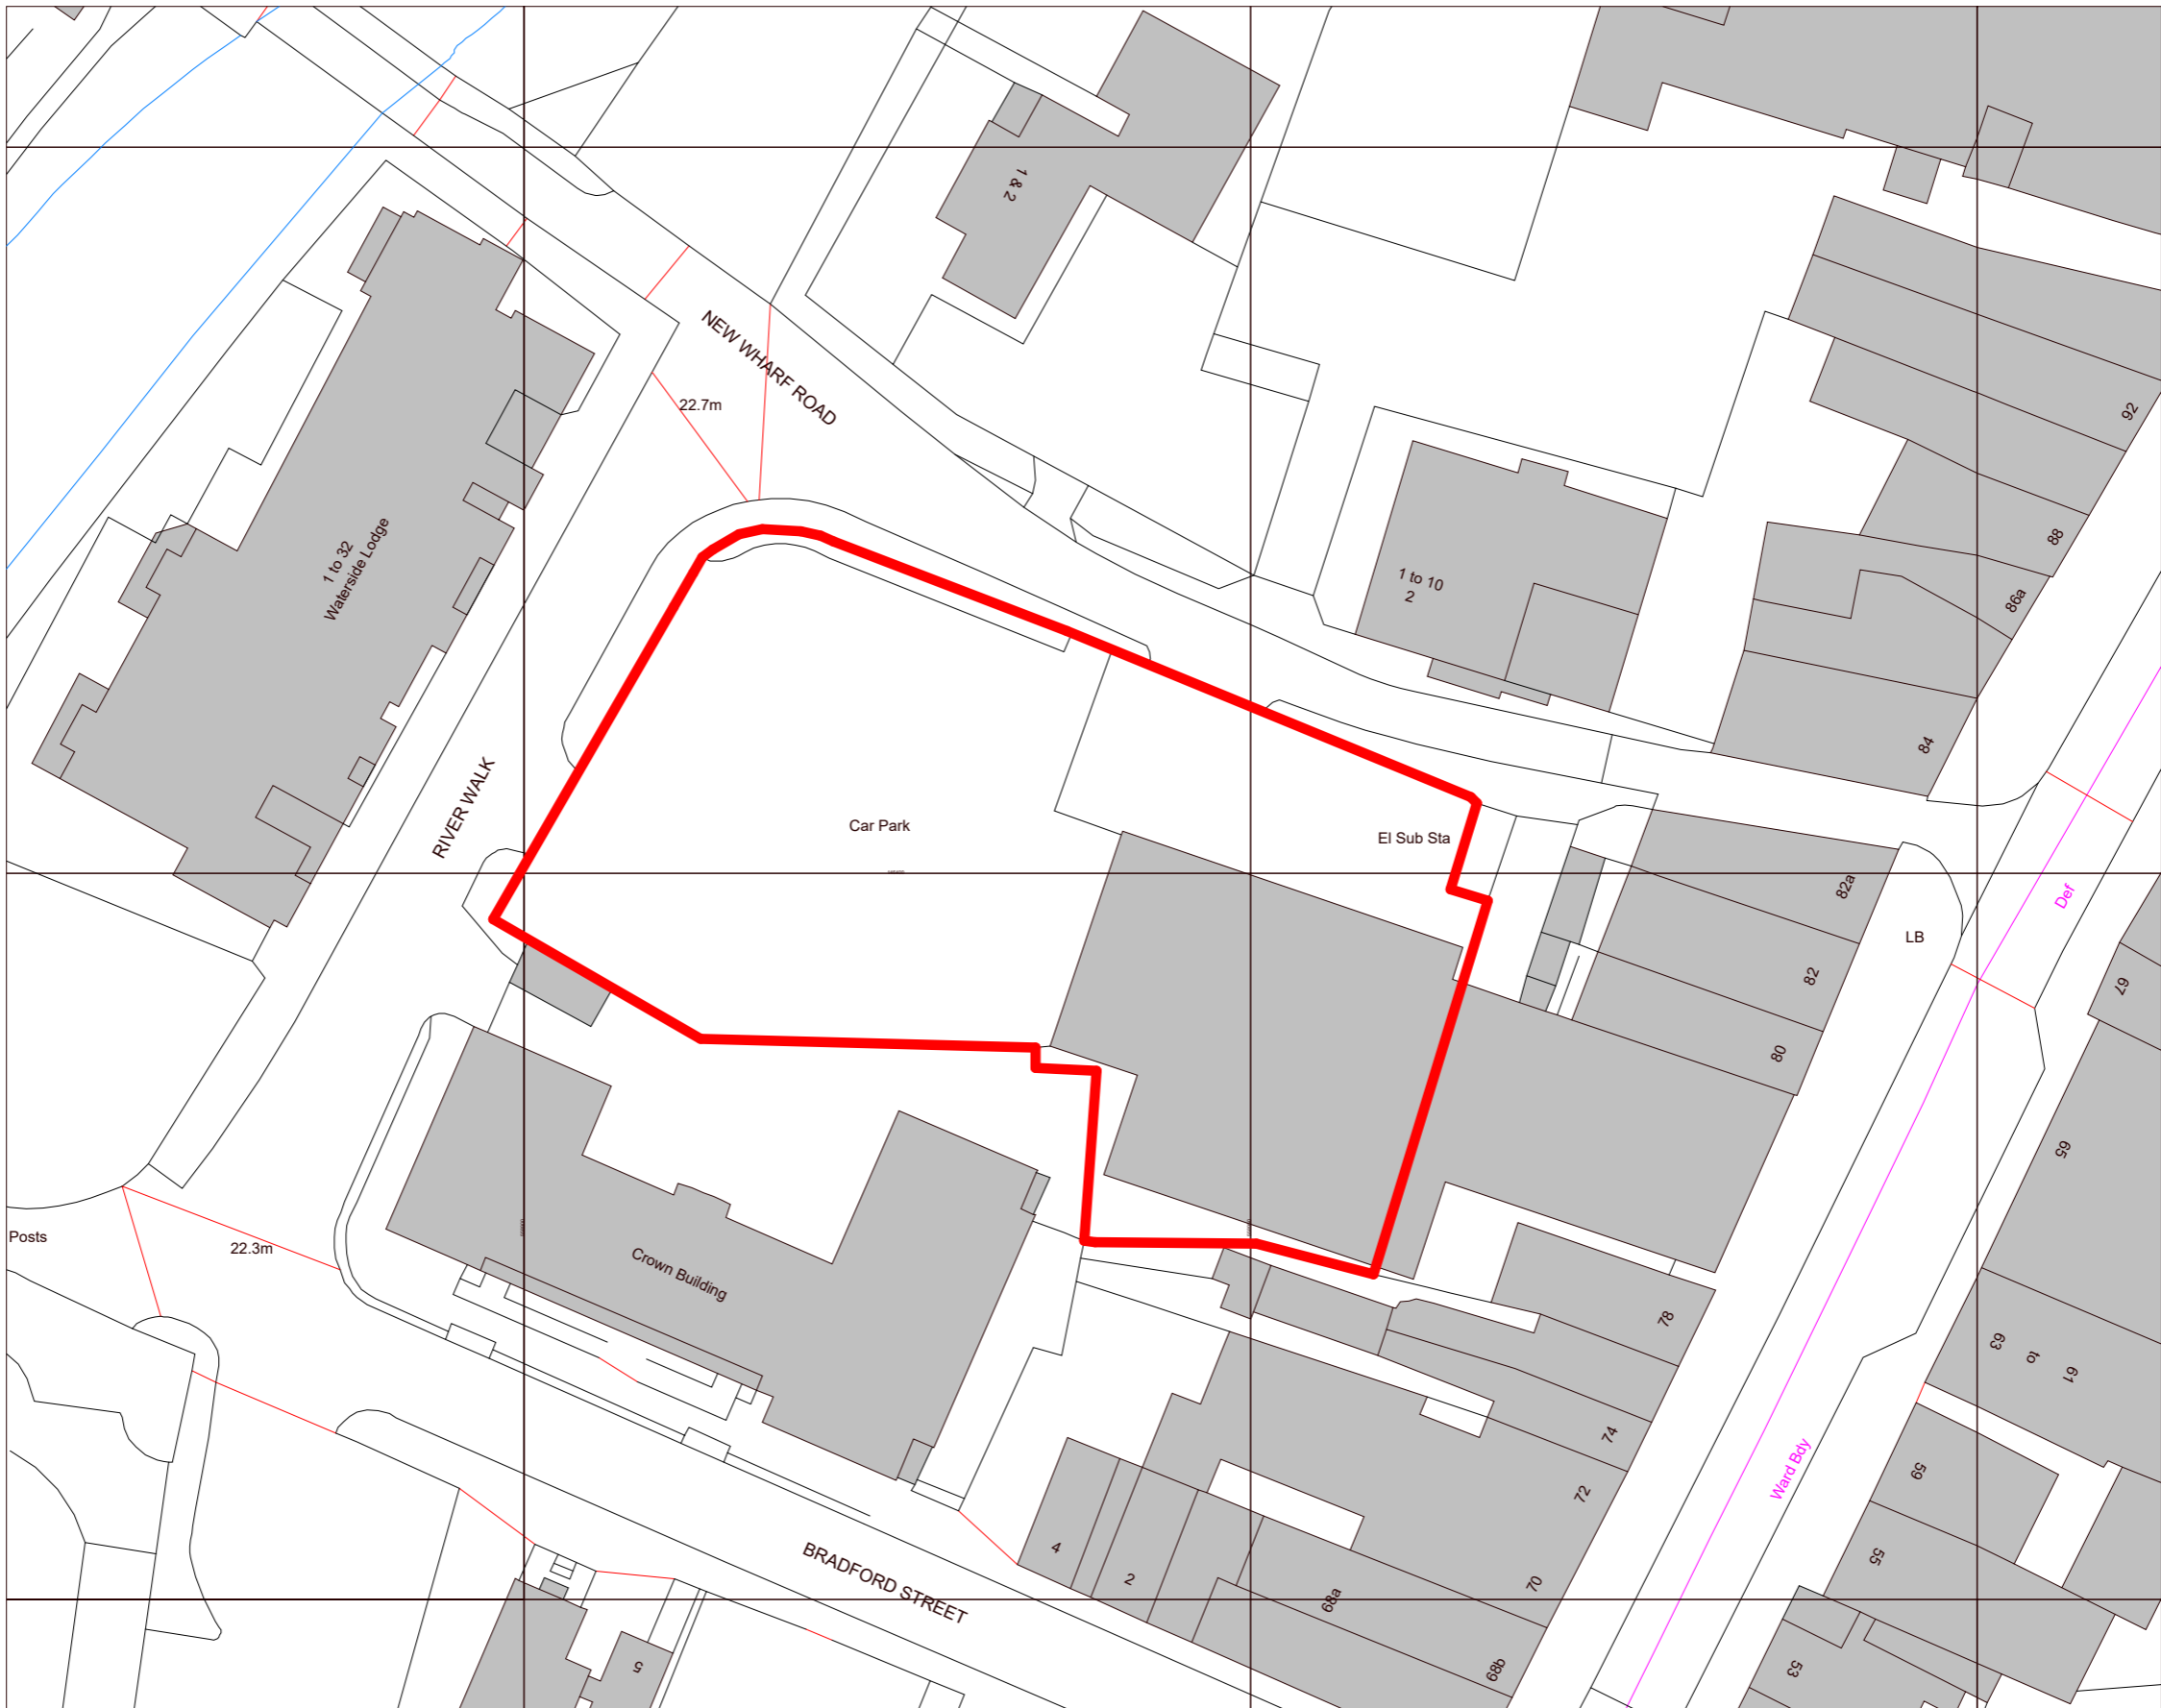 1 & 2
NEW WHARF ROAD
22.7m
92
88
1 to 32
Waterside Lodge
1 to 10
2
86a
84
RIVER WALK
Car Park
El Sub Sta
82a
Def
LB
82
67
80
65
Posts
22.3m
Crown Building
78
63
to
61
74
72
59
Ward Bdy
4
2
BRADFORD STREET
68a
70
55
5
68b
53